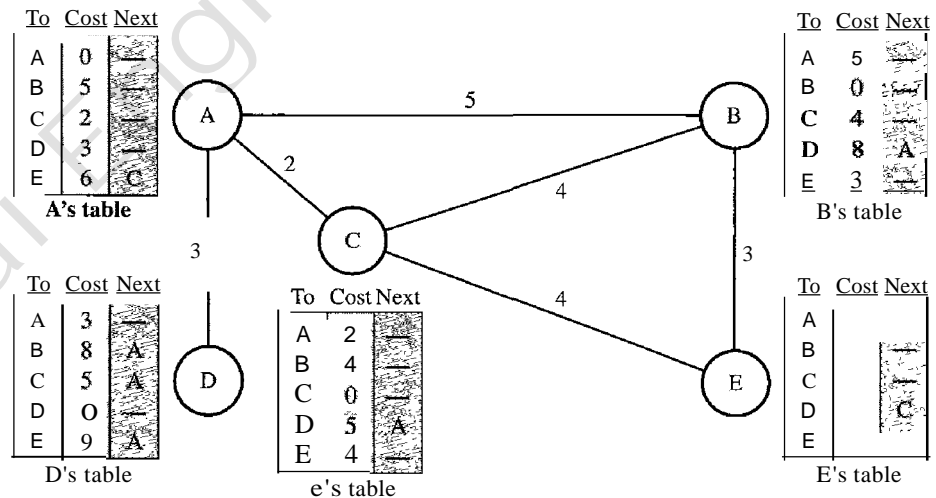 To Cost Next
A 0 —
B 5 —
C 2 —
D 3 —
E 6 C
A's table
To Cost Next
A 5 —
B 0 —
C 4 —
D 8 A
E 3 —
B's table
A
5
B
2
4
C
3
3
4
D
E
To Cost Next
A 3 —
B 8 A
C 5 A
D O —
E 9 A
D's table
To Cost Next
A 2 —
B 4 —
C 0 —
D 5 A
E 4 —
e's table
To Cost Next
A
B —
C —
D C
E
E's table